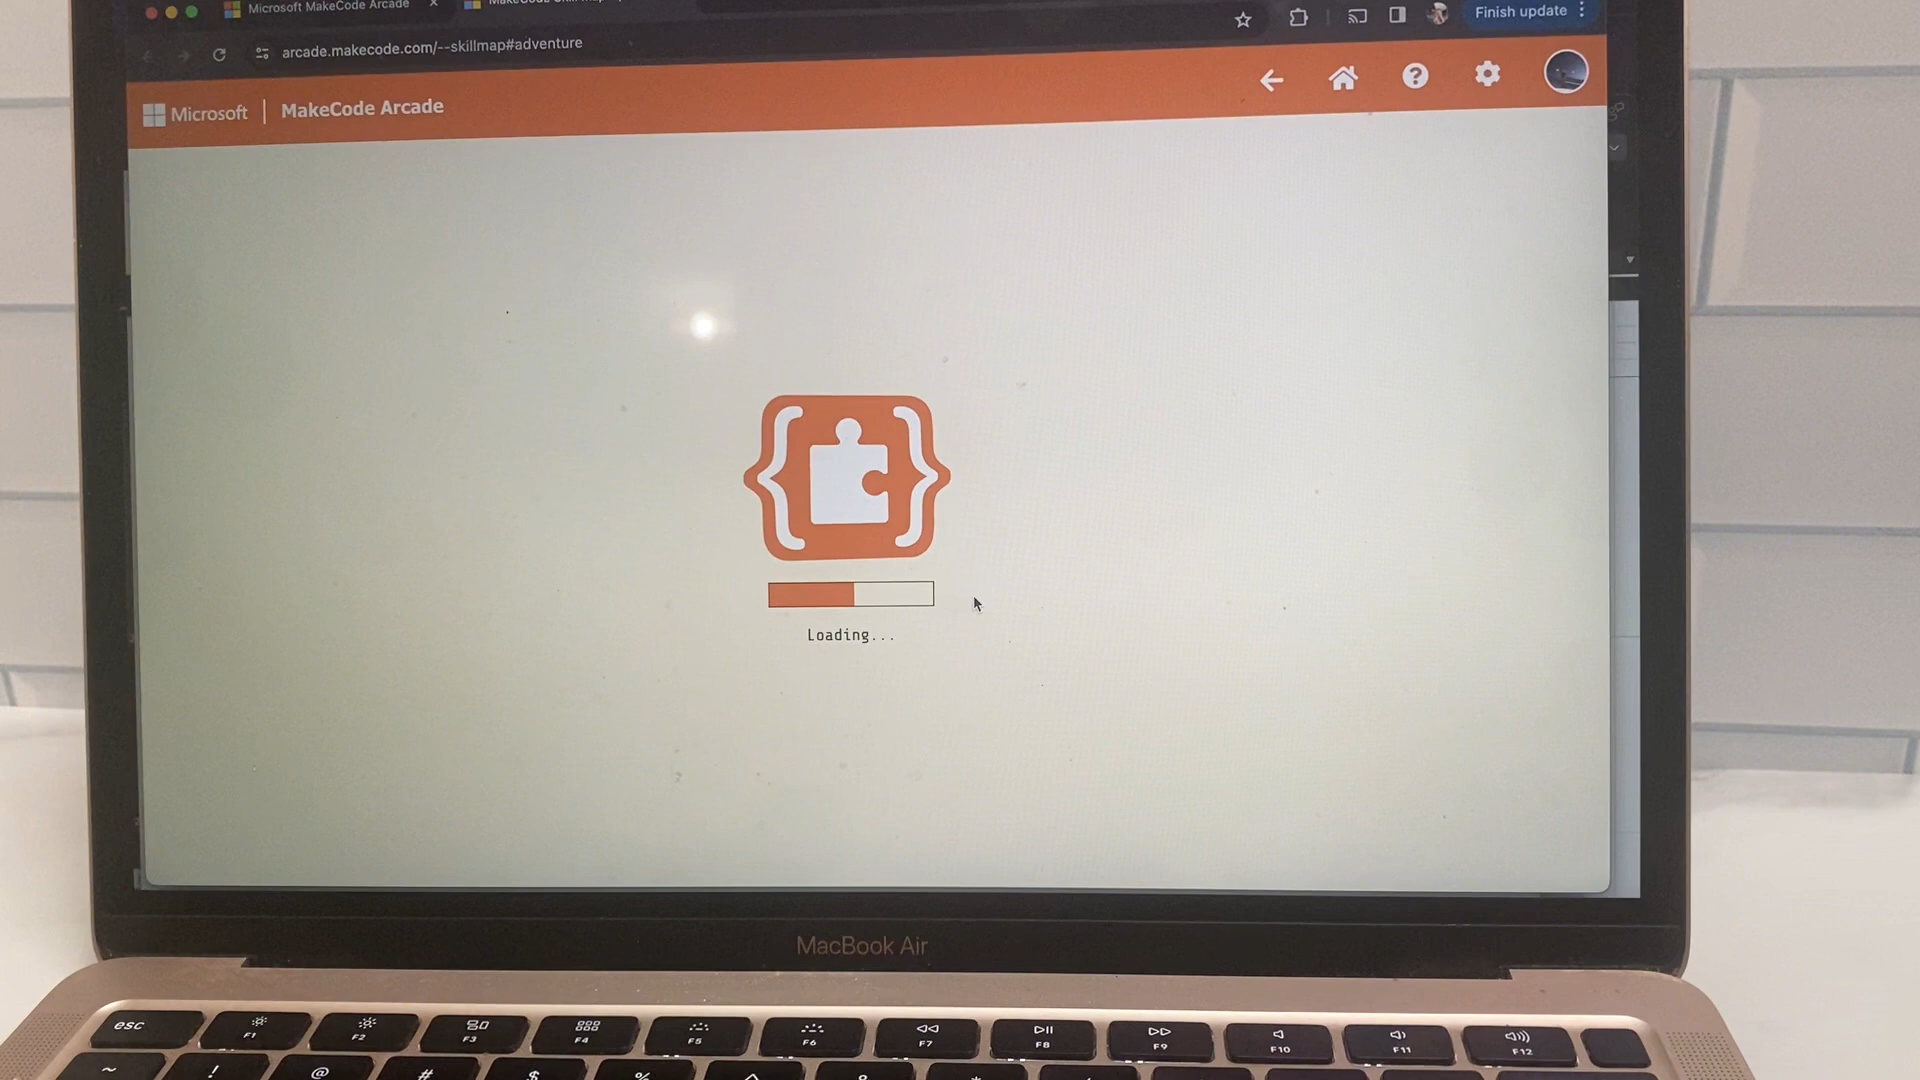 Microsoft MakeCode Arcade
Finish update
arcade.makecode.com/--skillmap#adventure
Microsoft | MakeCode Arcade
Loading...
MacBook Air
esc
F1
F2
F3
F4
F5
F6
F7
F8
F9
F10
F11
F12
~ ! @ # $ %